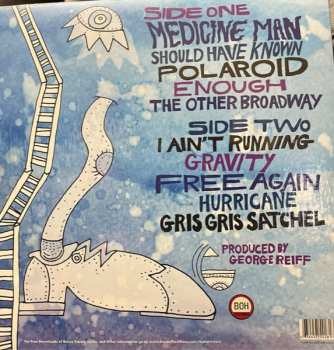 SIDE ONE
MEDICINE MAN
SHOULD HAVE KNOWN
POLAROID
ENOUGH
THE OTHER BROADWAY
SIDE TWO
I AIN'T RUNNING
GRAVITY
FREE AGAIN
HURRICANE
GRIS GRIS SATCHEL
PRODUCED BY
GEORGE REIFF
BOH